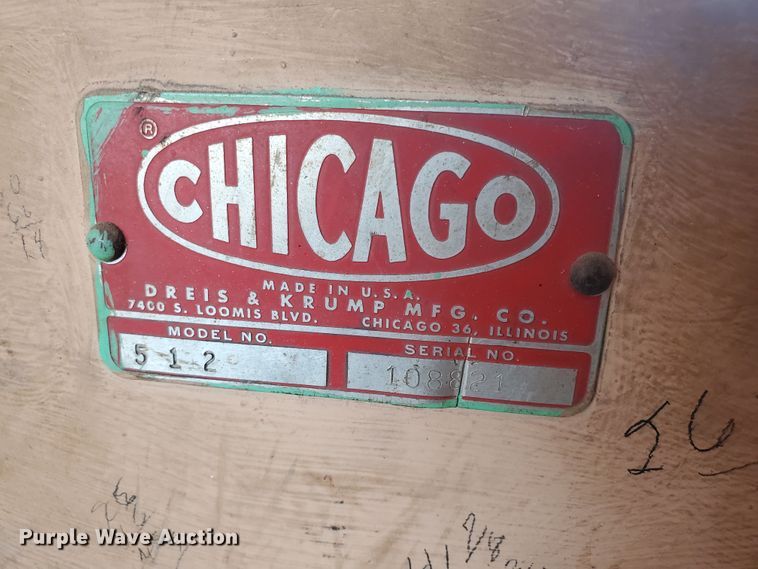 ®
CHICAGO
MADE IN U.S.A.
DREIS & KRUMP MFG. CO.
7400 S. LOOMIS BLVD. CHICAGO 36, ILLINOIS
MODEL NO. SERIAL NO.
512 108821
Purple Wave Auction